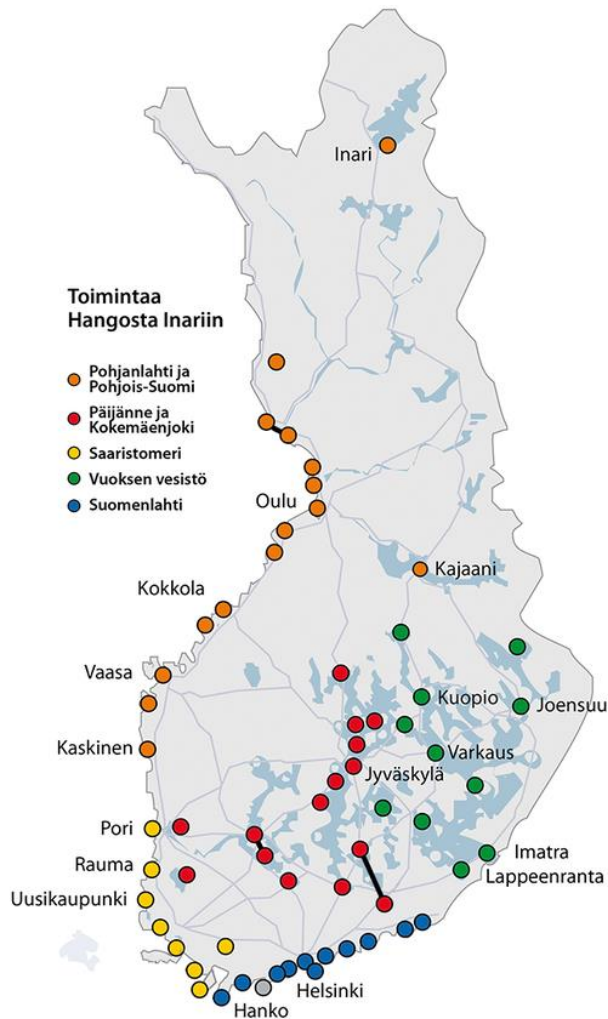 Inari
Toimintaa
Hangosta Inariin
Pohjanlahti ja
Pohjois-Suomi
Päijänne ja
Kokemäenjoki
Saaristomeri
Vuoksen vesistö
Suomenlahti
Oulu
Kajaani
Kokkola
Vaasa
Kuopio
Joensuu
Kaskinen
Varkaus
Jyväskylä
Pori
Imatra
Rauma
Lappeenranta
Uusikaupunki
Helsinki
Hanko